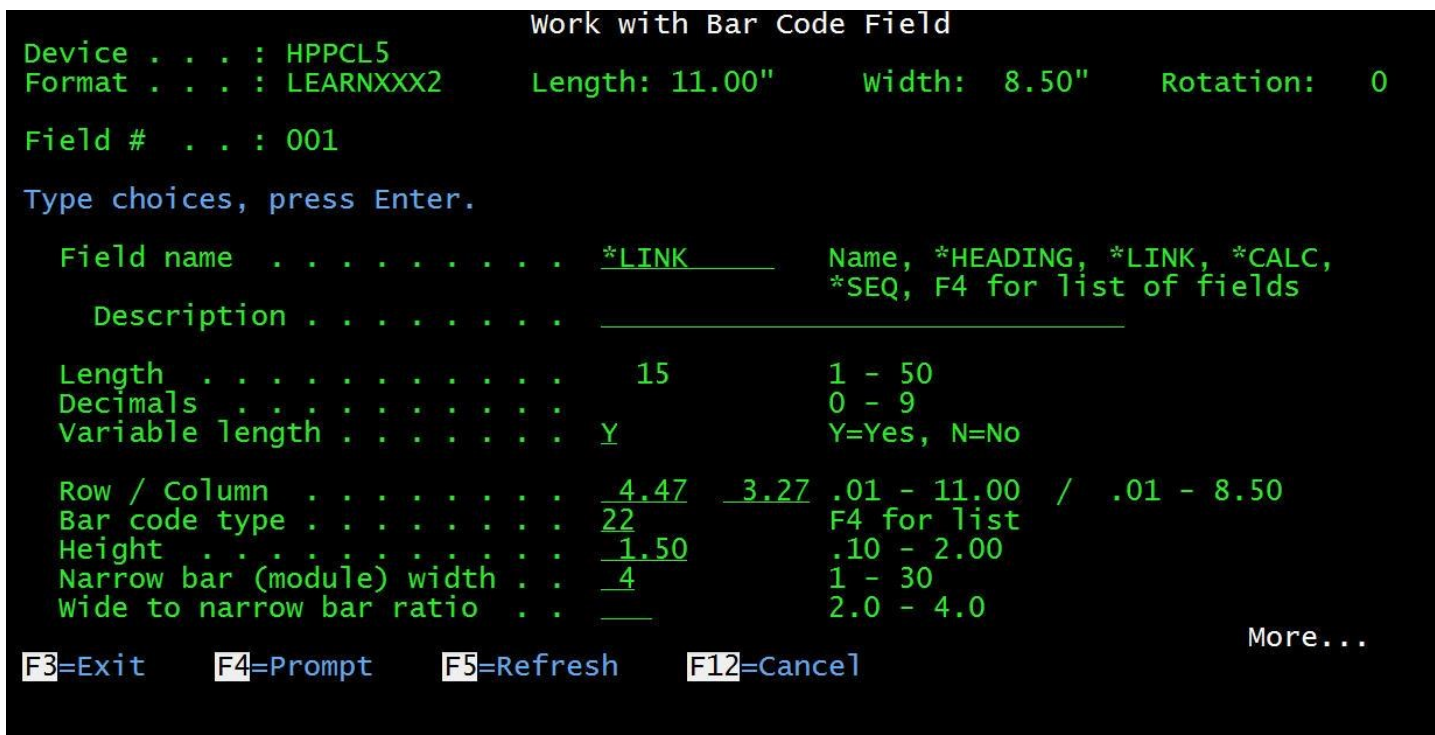 Work with Bar Code Field
Device . . . : HPPCL5
Format . . . : LEARNXXX2 Length: 11.00" Width: 8.50" Rotation: 0
Field # . . : 001
Type choices, press Enter.
Field name . . . . . . . . . *LINK Name, *HEADING, *LINK, *CALC,
*SEQ, F4 for list of fields
Description . . . . . . . .
Length . . . . . . . . . . . 15 1 - 50
Decimals . . . . . . . . . . 0 - 9
Variable length . . . . . . . Y Y=Yes, N=No
Row / Column . . . . . . . . 4.47 3.27 .01 - 11.00 / .01 - 8.50
Bar code type . . . . . . . . 22 F4 for list
Height . . . . . . . . . . . 1.50 .10 - 2.00
Narrow bar (module) width . . 4 1 - 30
Wide to narrow bar ratio . . 2.0 - 4.0
More...
F3=Exit F4=Prompt F5=Refresh F12=Cancel